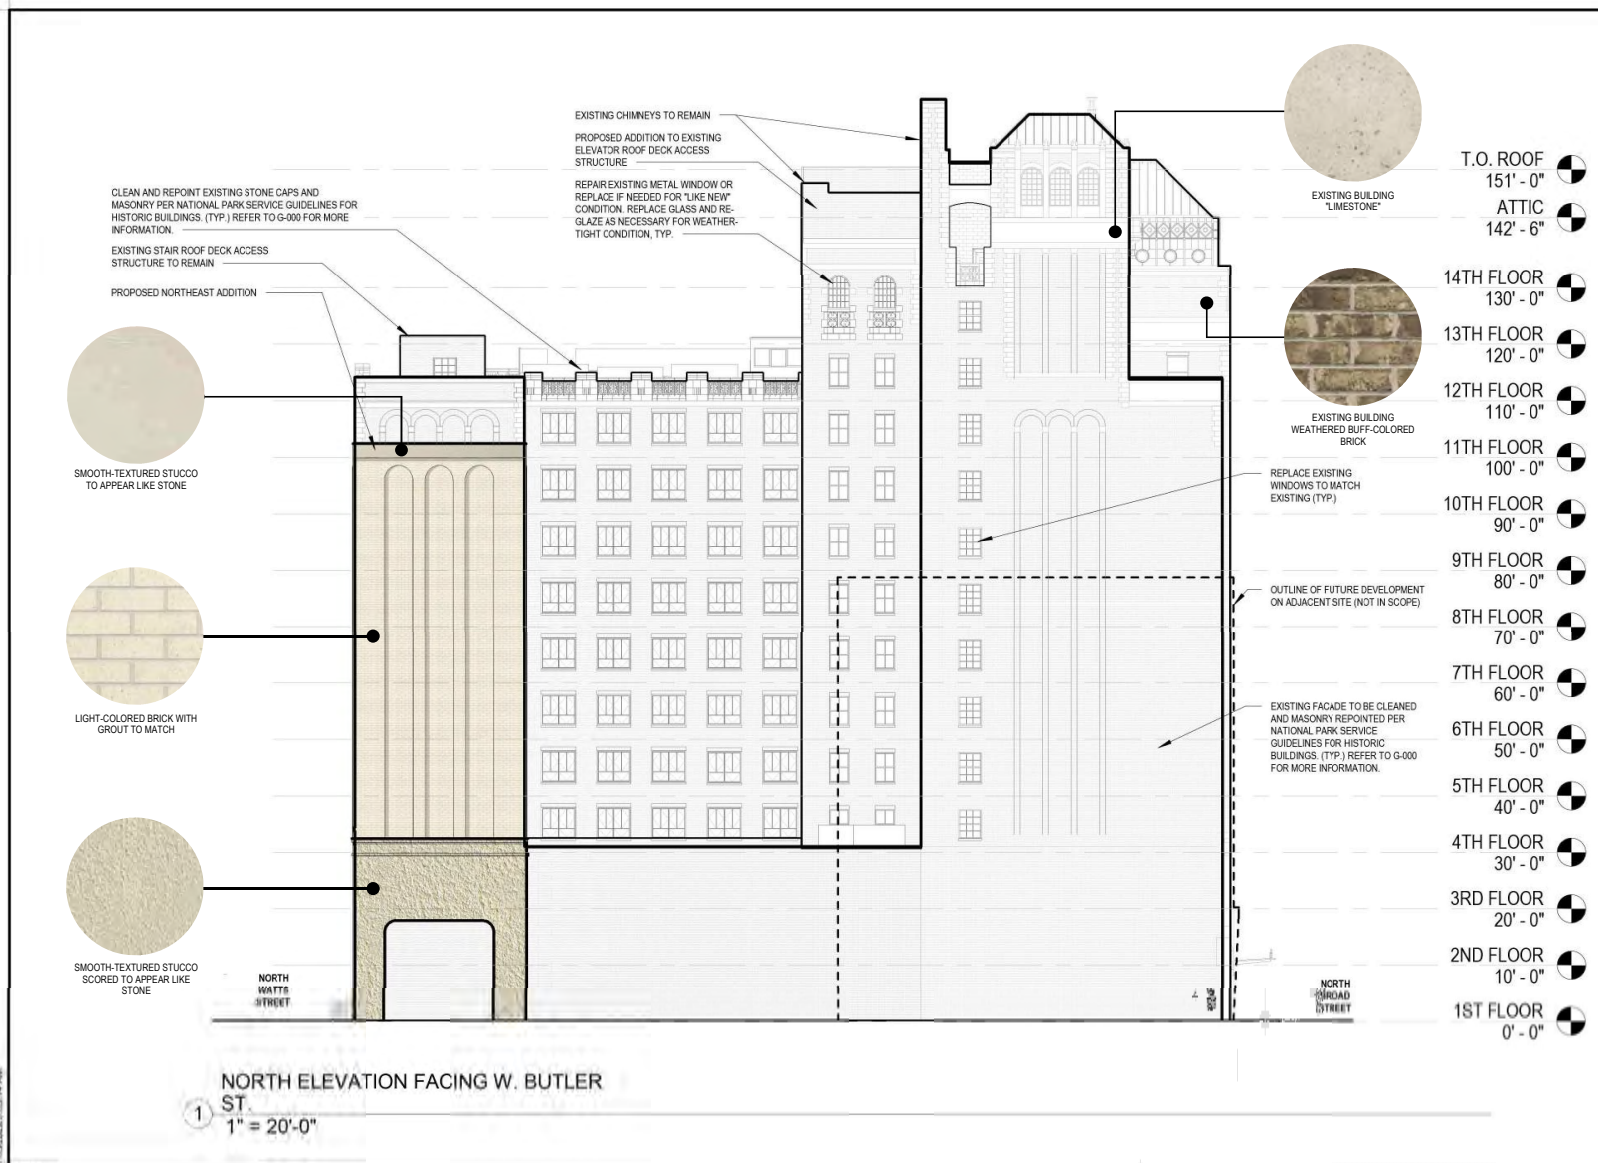 EXISTING CHIMNEYS TO REMAIN
PROPOSED ADDITION TO EXISTING
ELEVATOR ROOF DECK ACCESS
STRUCTURE
REPAIR EXISTING METAL WINDOW OR
REPLACE IF NEEDED FOR "LIKE NEW"
CONDITION. REPLACE GLASS AND RE-
GLAZE AS NECESSARY FOR WEATHER-
TIGHT CONDITION, TYP.
CLEAN AND REPOINT EXISTING STONE CAPS AND
MASONRY PER NATIONAL PARK SERVICE GUIDELINES FOR
HISTORIC BUILDINGS. (TYP.) REFER TO G-000 FOR MORE
INFORMATION.
EXISTING STAIR ROOF DECK ACCESS
STRUCTURE TO REMAIN
PROPOSED NORTHEAST ADDITION
SMOOTH-TEXTURED STUCCO
TO APPEAR LIKE STONE
LIGHT-COLORED BRICK WITH
GROUT TO MATCH
SMOOTH-TEXTURED STUCCO
SCORED TO APPEAR LIKE
STONE
EXISTING BUILDING
"LIMESTONE"
EXISTING BUILDING
WEATHERED BUFF-COLORED
BRICK
REPLACE EXISTING
WINDOWS TO MATCH
EXISTING (TYP.)
OUTLINE OF FUTURE DEVELOPMENT
ON ADJACENT SITE (NOT IN SCOPE)
EXISTING FACADE TO BE CLEANED
AND MASONRY REPOINTED PER
NATIONAL PARK SERVICE
GUIDELINES FOR HISTORIC
BUILDINGS. (TYP.) REFER TO G-000
FOR MORE INFORMATION.
T.O. ROOF
151' - 0"
ATTIC
142' - 6"
14TH FLOOR
130' - 0"
13TH FLOOR
120' - 0"
12TH FLOOR
110' - 0"
11TH FLOOR
100' - 0"
10TH FLOOR
90' - 0"
9TH FLOOR
80' - 0"
8TH FLOOR
70' - 0"
7TH FLOOR
60' - 0"
6TH FLOOR
50' - 0"
5TH FLOOR
40' - 0"
4TH FLOOR
30' - 0"
3RD FLOOR
20' - 0"
2ND FLOOR
10' - 0"
1ST FLOOR
0' - 0"
NORTH
WATTS
STREET
NORTH
BROAD
STREET
NORTH ELEVATION FACING W. BUTLER
ST.
1
1" = 20'-0"